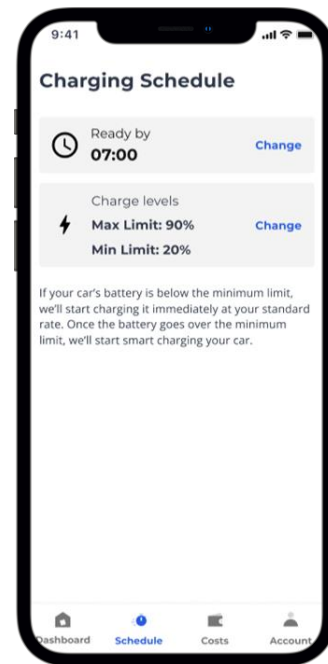 9:41
Charging Schedule
Ready by
07:00
Change
Charge levels
Max Limit: 90%
Change
Min Limit: 20%
If your car's battery is below the minimum limit,
we'll start charging it immediately at your standard
rate. Once the battery goes over the minimum
limit, we'll start smart charging your car.
Dashboard
Schedule
Costs
Account